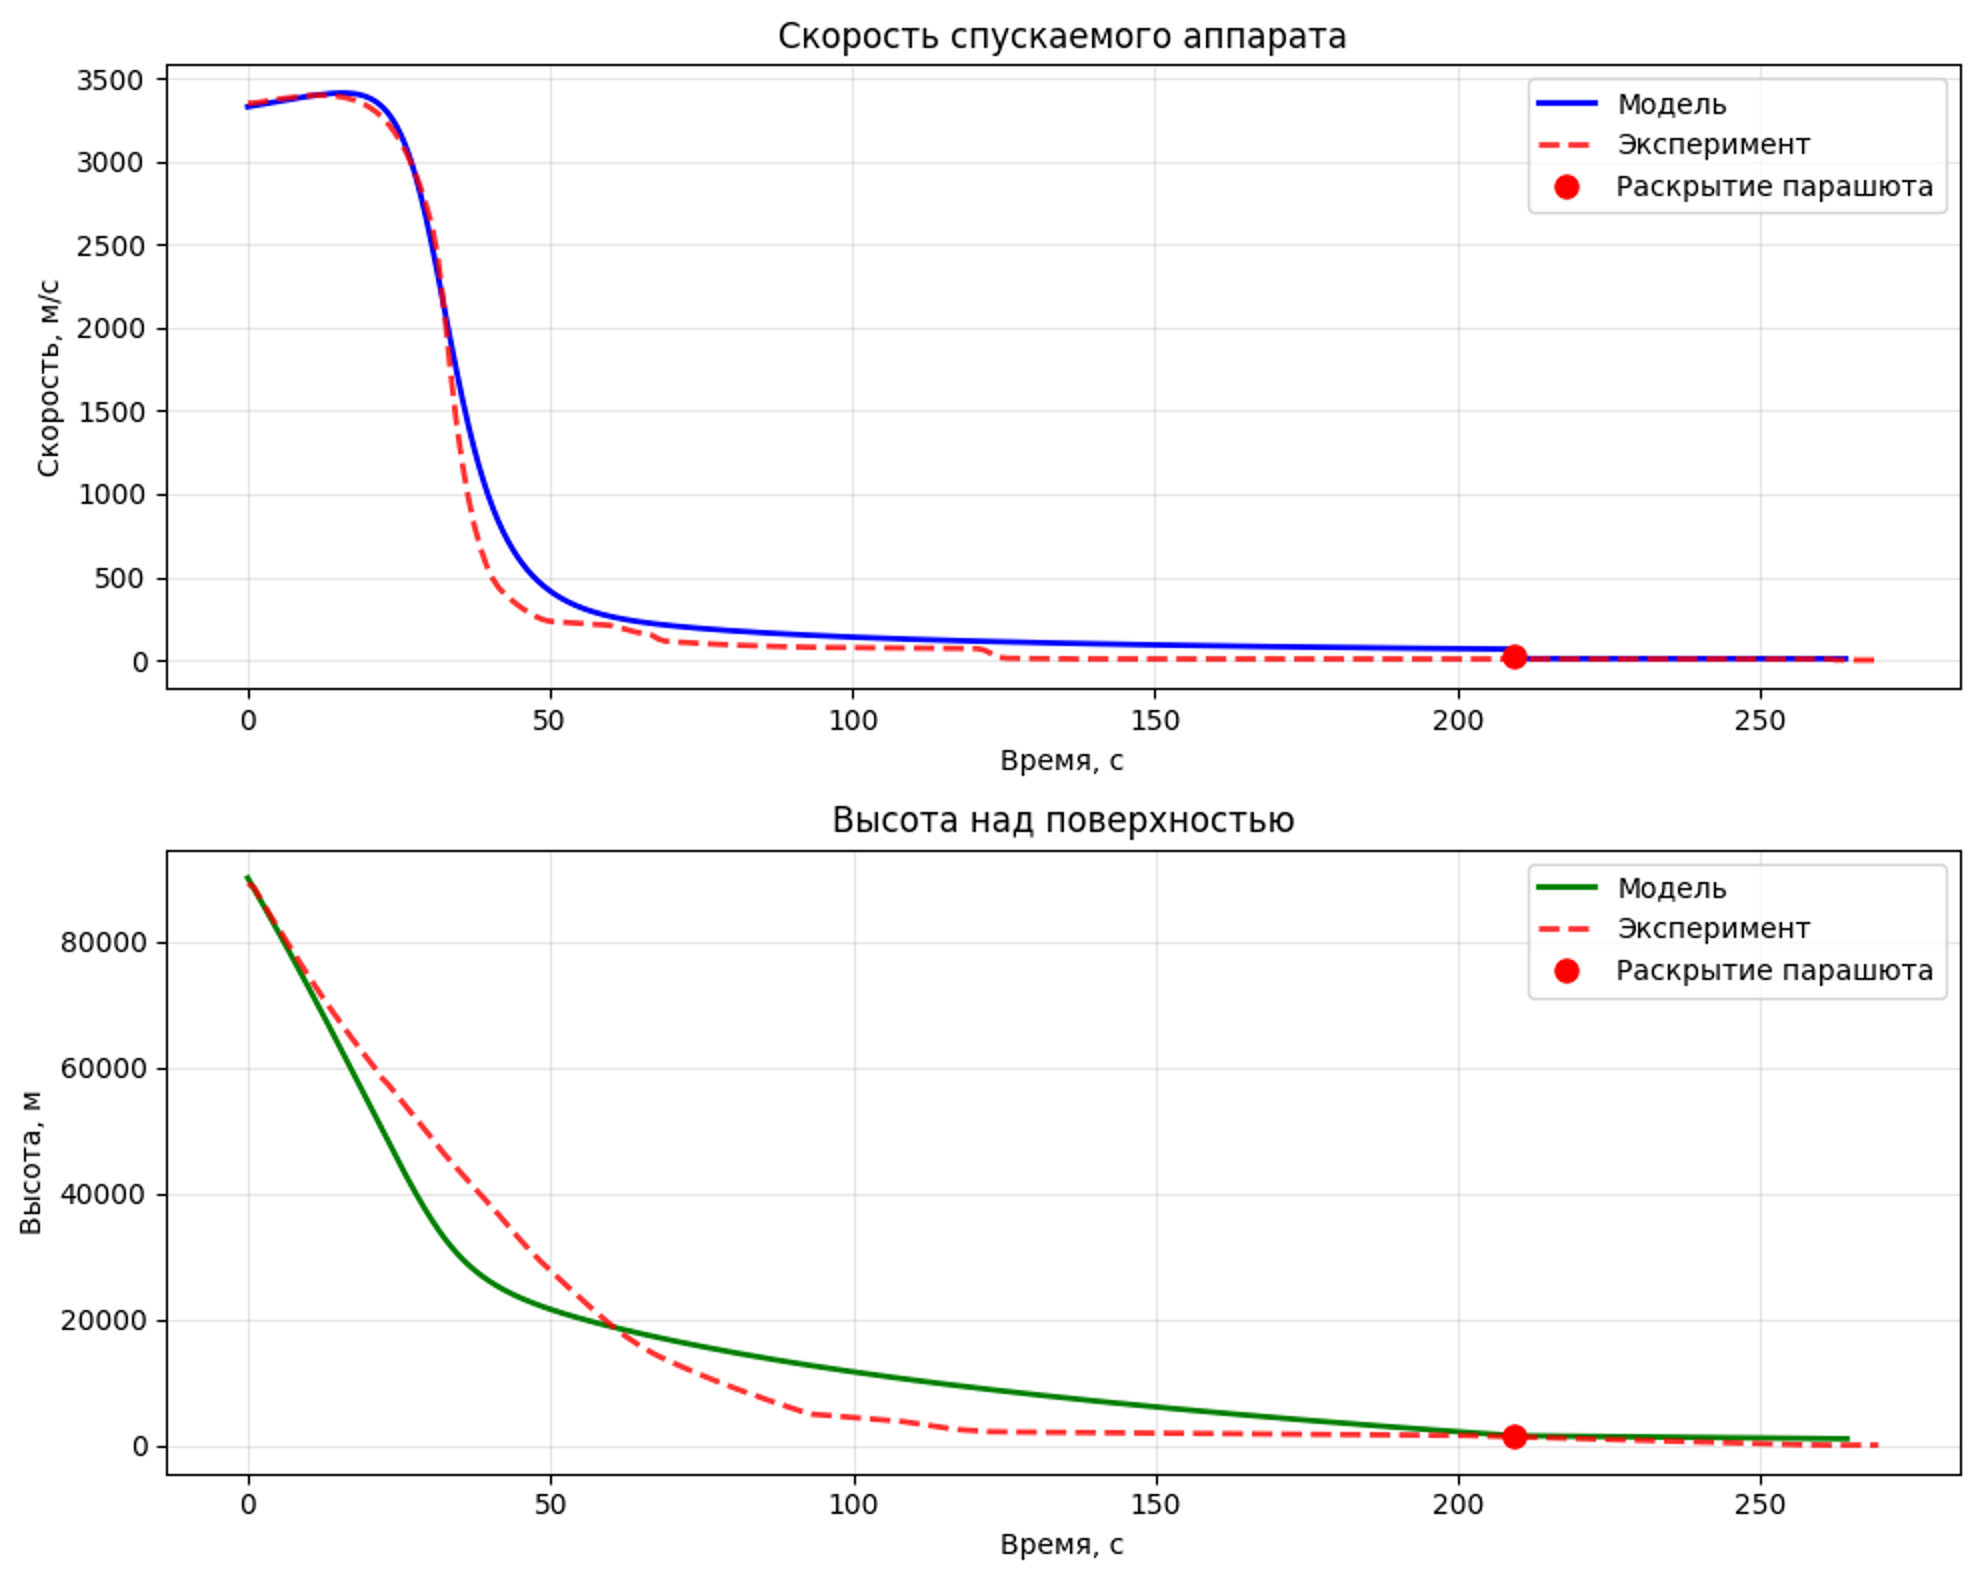 Скорость спускаемого аппарата
3500
3000
2500
2000
1500
1000
500
0
Скорость, м/с
Модель
Эксперимент
Раскрытие парашюта
0 50 100 150 200 250
Время, с
Высота над поверхностью
80000
60000
40000
20000
0
Высота, м
Модель
Эксперимент
Раскрытие парашюта
0 50 100 150 200 250
Время, с